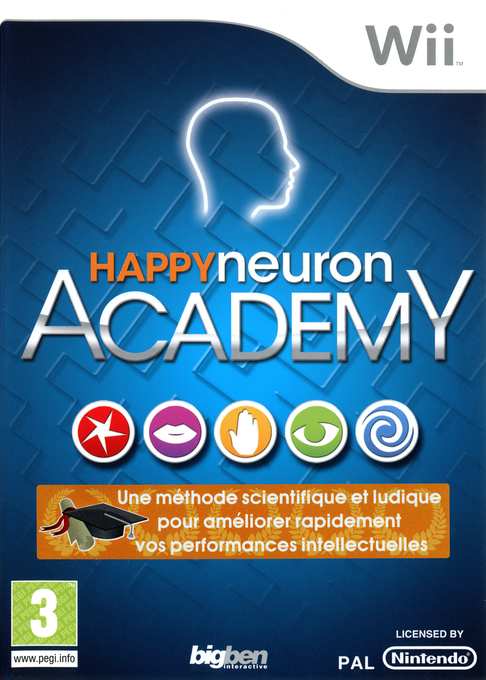 Wii
TM
HAPPYneuron
ACADEMY
Une méthode scientifique et ludique
pour améliorer rapidement
vos performances intellectuelles
3
www.pegi.info
bigben
interactive
PAL
LICENSED BY
Nintendo